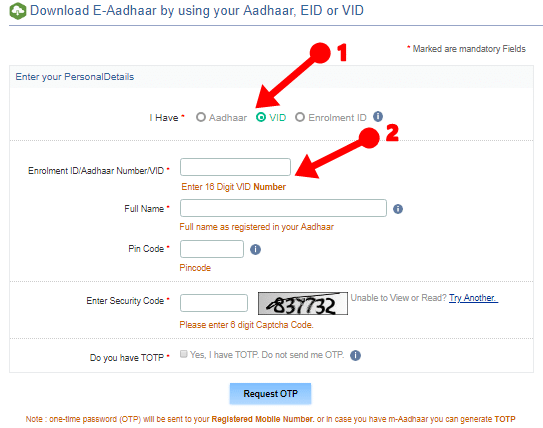 Download E-Aadhaar by using your Aadhaar, EID or VID
* Marked are mandatory Fields
Enter your PersonalDetails
1
I Have * Aadhaar VID Enrolment ID i
2
Enrolment ID/Aadhaar Number/VID *
Enter 16 Digit VID Number
Full Name * i
Full name as registered in your Aadhaar
Pin Code * i
Pincode
Enter Security Code * 837732 Unable to View or Read? Try Another.
Please enter 6 digit Captcha Code.
Do you have TOTP * Yes, I have TOTP. Do not send me OTP. i
Request OTP
Note : one-time password (OTP) will be sent to your Registered Mobile Number. or in case you have m-Aadhaar you can generate TOTP